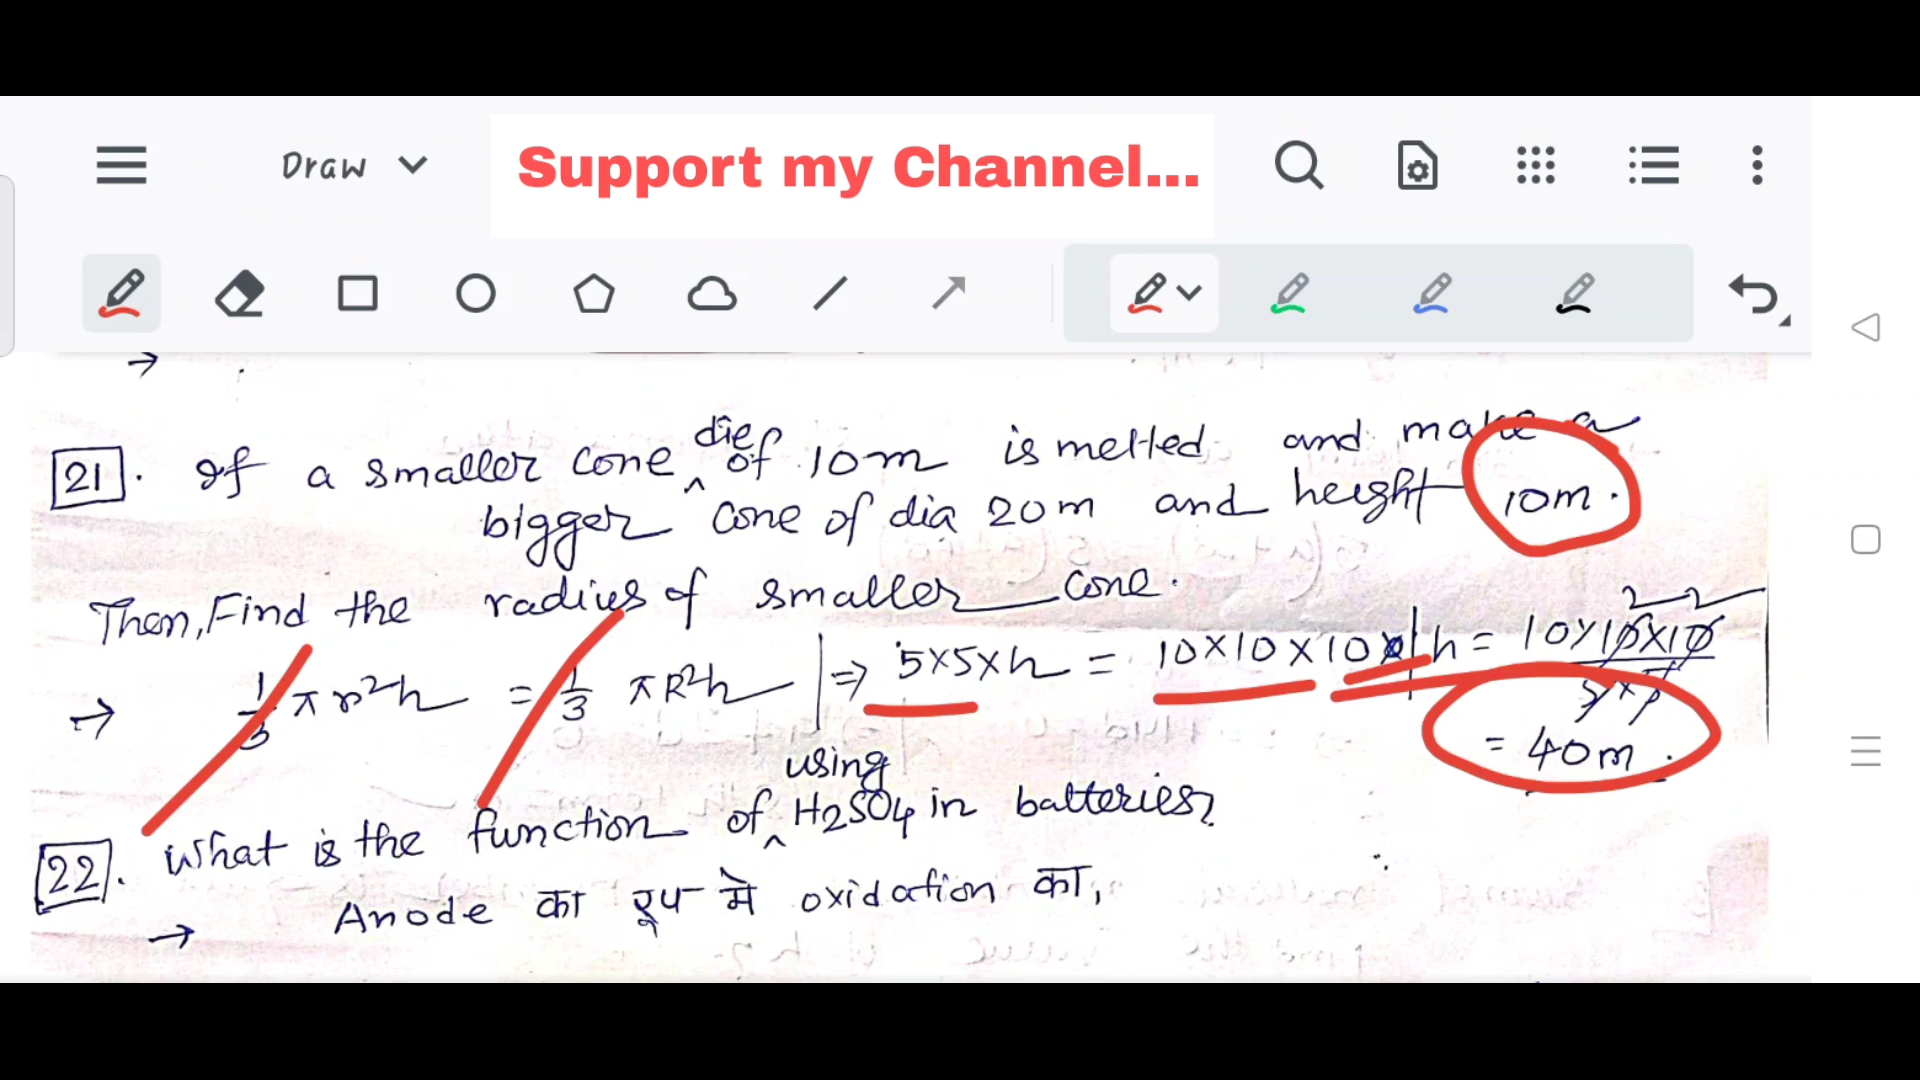 Draw
Support my Channel...
→
21. If a smaller cone of dia 10m is melted and make a
bigger cone of dia 20m and height 10m.
Then, Find the radius of smaller cone.
→ 1/3 πr²h = 1/3 πR²h | ⇒ 5×5×h = 10×10×10 | h = 10×10×10 / 5×5
= 40m.
22. What is the function of using H2SO4 in batteries?
→ Anode का रूप मे oxidation का,